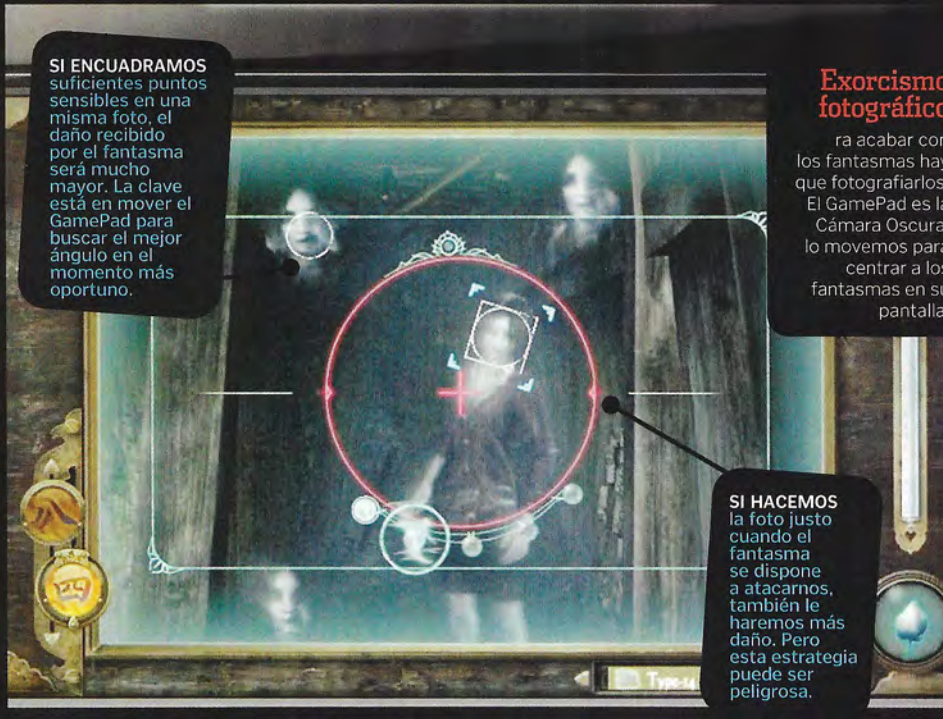 SI ENCUADRAMOS
suficientes puntos
sensibles en una
misma foto, el
daño recibido
por el fantasma
será mucho
mayor. La clave
está en mover el
GamePad para
buscar el mejor
ángulo en el
momento más
oportuno.
Exorcismo
fotográfico
ra acabar con
los fantasmas hay
que fotografiarlos.
El GamePad es la
Cámara Oscura,
lo movemos para
centrar a los
fantasmas en su
pantalla
SI HACEMOS
la foto justo
cuando el
fantasma
se dispone
a atacarnos,
también le
haremos más
daño. Pero
esta estrategia
puede ser
peligrosa.
Type-14